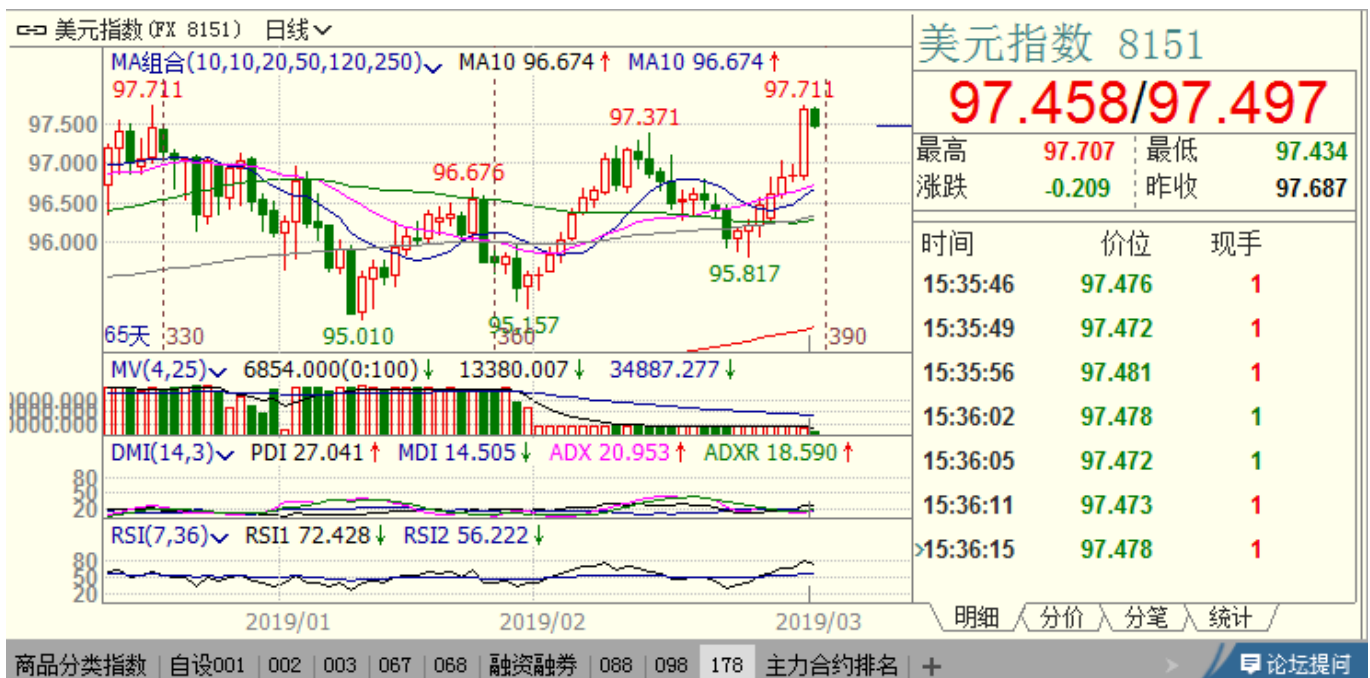 美元指数(FX 8151) 日线
MA组合(10,10,20,50,120,250) MA10 96.674↑ MA10 96.674↑
97.711 97.711
97.371
97.500
97.000
96.676
96.500
96.000
95.817
95.157
65天 330 95.010 360 390
MV(4,25) 6854.000(0:100)↓ 13380.007↓ 34887.277↓
DMI(14,3) PDI 27.041↑ MDI 14.505↓ ADX 20.953↑ ADXR 18.590↑
80
50
20
RSI(7,36) RSI1 72.428↓ RSI2 56.222↓
80
50
20
2019/01 2019/02 2019/03
美元指数 8151
97.458/97.497
最高 97.707 最低 97.434
涨跌 -0.209 昨收 97.687
时间 价位 现手
15:35:46 97.476 1
15:35:49 97.472 1
15:35:56 97.481 1
15:36:02 97.478 1
15:36:05 97.472 1
15:36:11 97.473 1
15:36:15 97.478 1
明细 分价 分笔 统计
商品分类指数 自设001 002 003 067 068 融资融券 088 098 178 主力合约排名 + 论坛提问